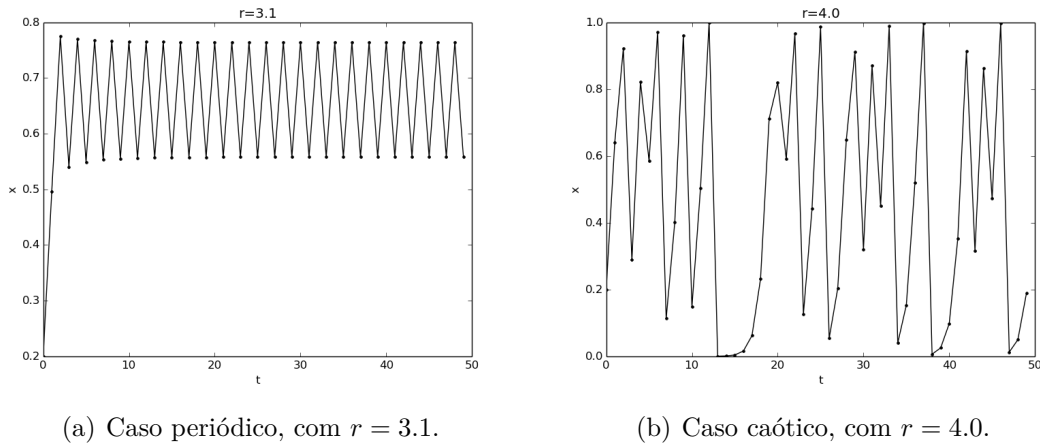 r=3.1
0.8
0.7
0.6
0.5
0.4
0.3
0.2
x
0 10 20 30 40 50
t
(a) Caso periódico, com r = 3.1.
r=4.0
1.0
0.8
0.6
0.4
0.2
0.0
x
0 10 20 30 40 50
t
(b) Caso caótico, com r = 4.0.